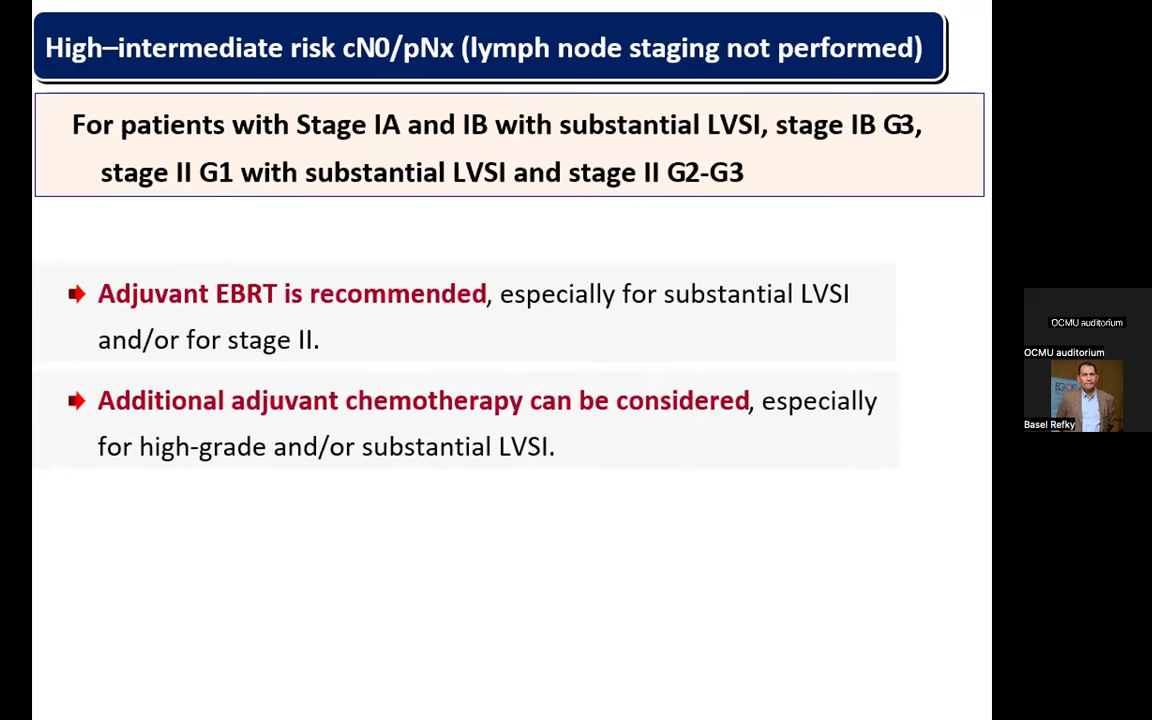 High–intermediate risk cN0/pNx (lymph node staging not performed)
For patients with Stage IA and IB with substantial LVSI, stage IB G3,
stage II G1 with substantial LVSI and stage II G2-G3
Adjuvant EBRT is recommended, especially for substantial LVSI
and/or for stage II.
Additional adjuvant chemotherapy can be considered, especially
for high-grade and/or substantial LVSI.
OCMU auditorium
OCMU auditorium
Basel Refky